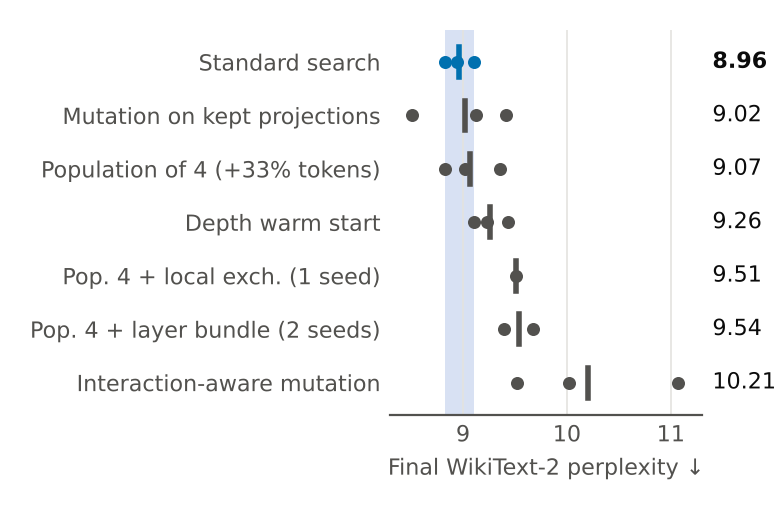 Standard search 8.96
Mutation on kept projections 9.02
Population of 4 (+33% tokens) 9.07
Depth warm start 9.26
Pop. 4 + local exch. (1 seed) 9.51
Pop. 4 + layer bundle (2 seeds) 9.54
Interaction-aware mutation 10.21
9 10 11
Final WikiText-2 perplexity ↓